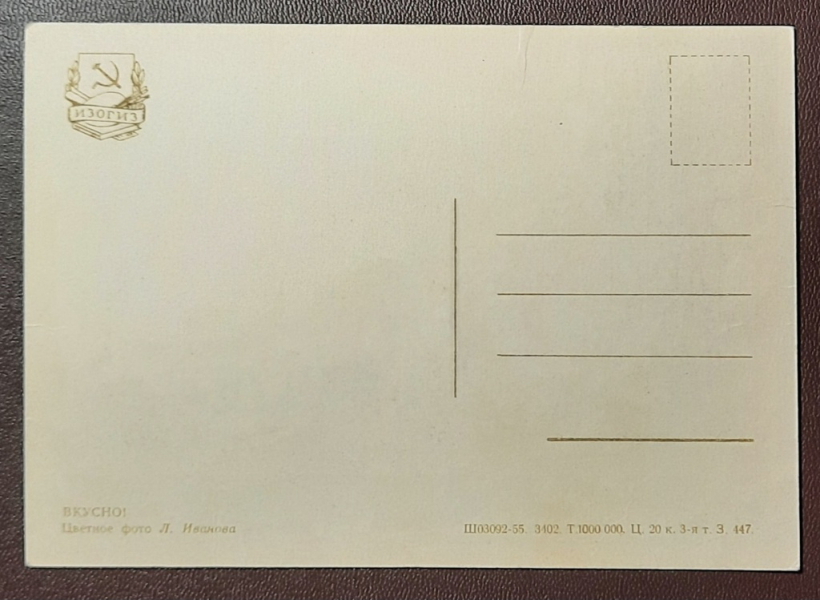 ИЗОГИЗ
ВКУСНО!
Цветное фото Л. Иванова
Ш03092-55. 3402. Т.1000 000. Ц. 20 к. 3-я т. З. 447.